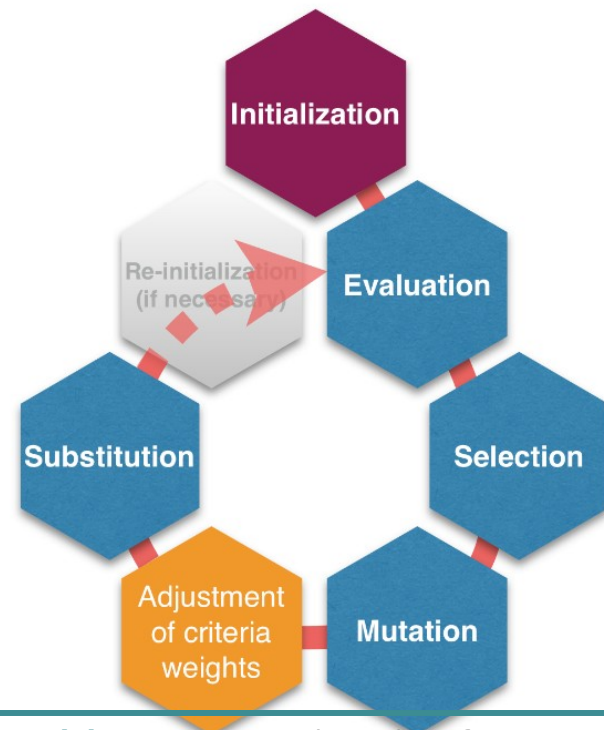 Initialization
Re-initialization
(if necessary)
Evaluation
Substitution
Selection
Adjustment
of criteria
weights
Mutation